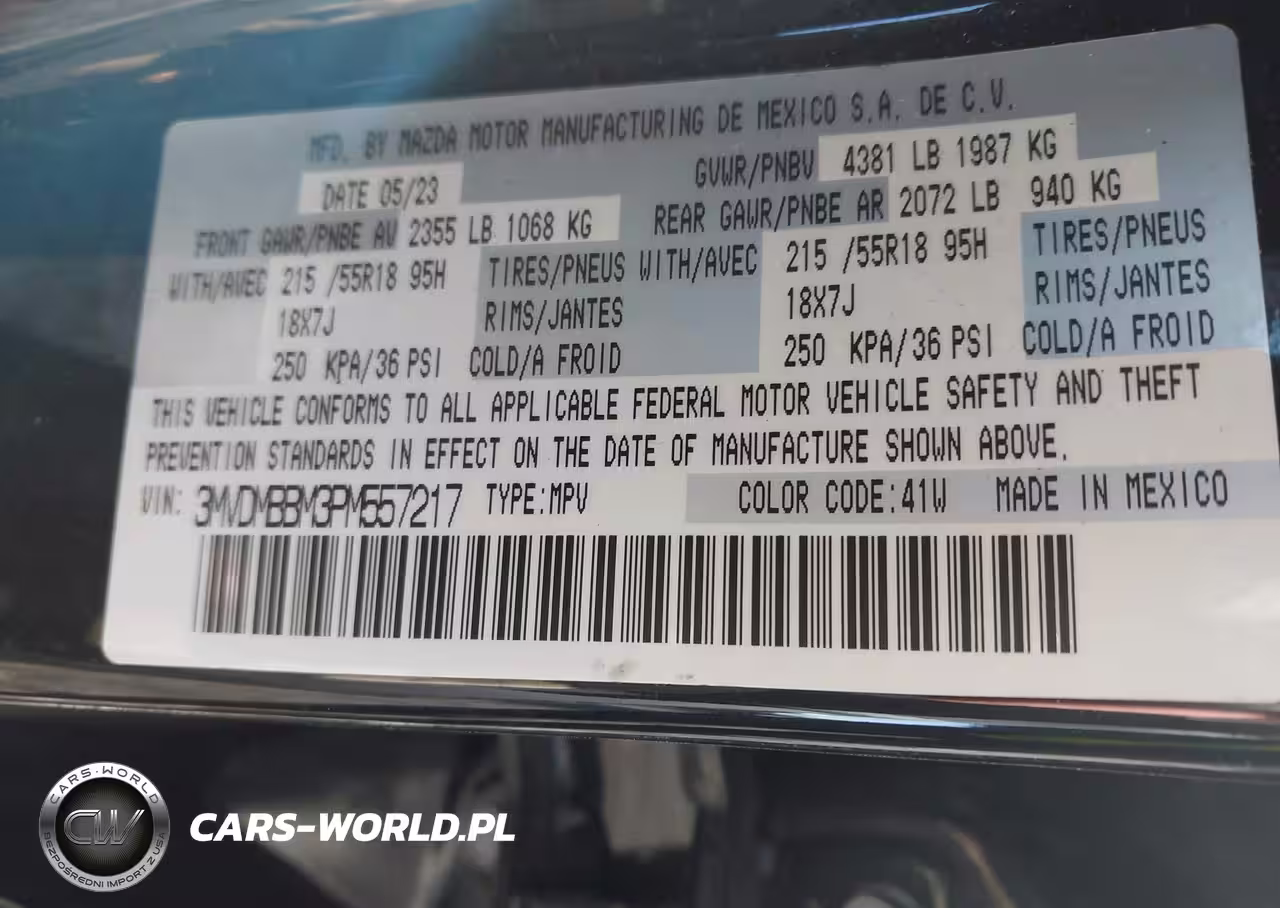 MFD. BY MAZDA MOTOR MANUFACTURING DE MEXICO S.A. DE C.V.
DATE 05/23 GVWR/PNBV 4381 LB 1987 KG
FRONT GAWR/PNBE AV 2355 LB 1068 KG REAR GAWR/PNBE AR 2072 LB 940 KG
WITH/AVEC 215 /55R18 95H TIRES/PNEUS WITH/AVEC 215 /55R18 95H TIRES/PNEUS
18X7J RIMS/JANTES 18X7J RIMS/JANTES
250 KPA/36 PSI COLD/A FROID 250 KPA/36 PSI COLD/A FROID
THIS VEHICLE CONFORMS TO ALL APPLICABLE FEDERAL MOTOR VEHICLE SAFETY AND THEFT
PREVENTION STANDARDS IN EFFECT ON THE DATE OF MANUFACTURE SHOWN ABOVE.
VIN: 3MVDMBBM3PM557217 TYPE:MPV COLOR CODE:41W MADE IN MEXICO
CARS-WORLD
CW
BEZPOŚREDNI IMPORT Z USA
CARS-WORLD.PL